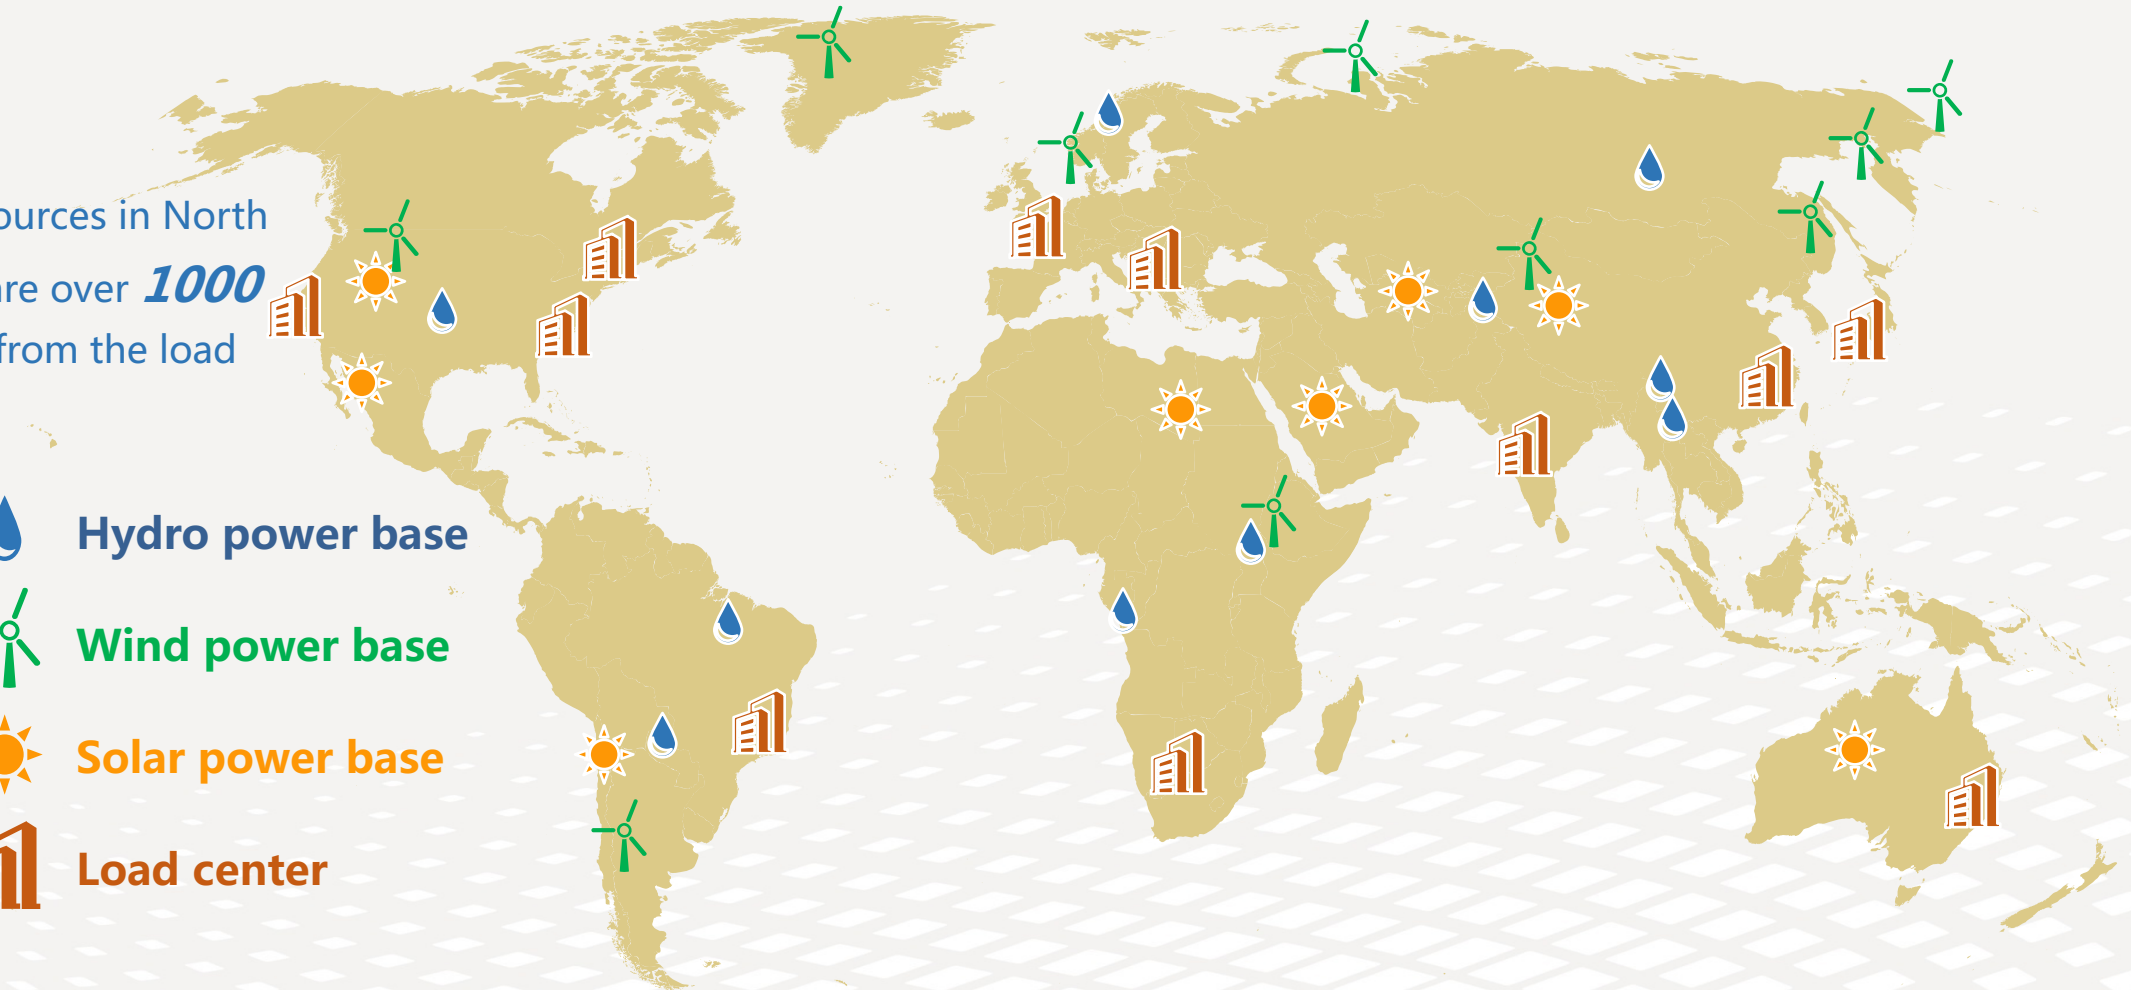 ources in North
are over 1000
from the load
Hydro power base
Wind power base
Solar power base
Load center